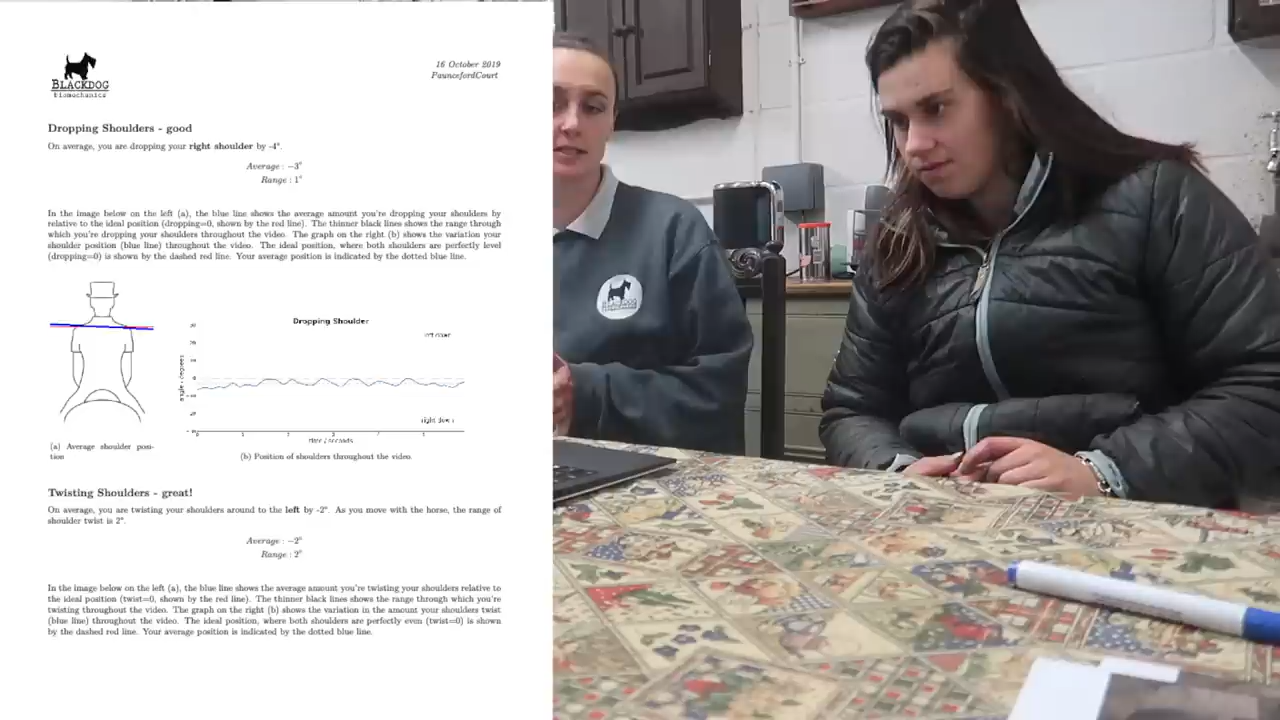 16 October 2019
FauncefordCourt
BLACKDOG
biomechanics
Dropping Shoulders - good
On average, you are dropping your right shoulder by -4°.
Average : −3°
Range : 1°
In the image below on the left (a), the blue line shows the average amount you're dropping your shoulders by
relative to the ideal position (dropping=0, shown by the red line). The thinner black lines shows the range through
which you're dropping your shoulders throughout the video. The graph on the right (b) shows the variation your
shoulder position (blue line) throughout the video. The ideal position, where both shoulders are perfectly level
(dropping=0) is shown by the dashed red line. Your average position is indicated by the dotted blue line.
Dropping Shoulder
left down
angle / degrees
right down
time / seconds
(a) Average shoulder posi-
tion
(b) Position of shoulders throughout the video.
Twisting Shoulders - great!
On average, you are twisting your shoulders around to the left by -2°. As you move with the horse, the range of
shoulder twist is 2°.
Average : −2°
Range : 2°
In the image below on the left (a), the blue line shows the average amount you're twisting your shoulders relative to
the ideal position (twist=0, shown by the red line). The thinner black lines shows the range through which you're
twisting throughout the video. The graph on the right (b) shows the variation in the amount your shoulders twist
(blue line) throughout the video. The ideal position, where both shoulders are perfectly even (twist=0) is shown
by the dashed red line. Your average position is indicated by the dotted blue line.
BLACKDOG